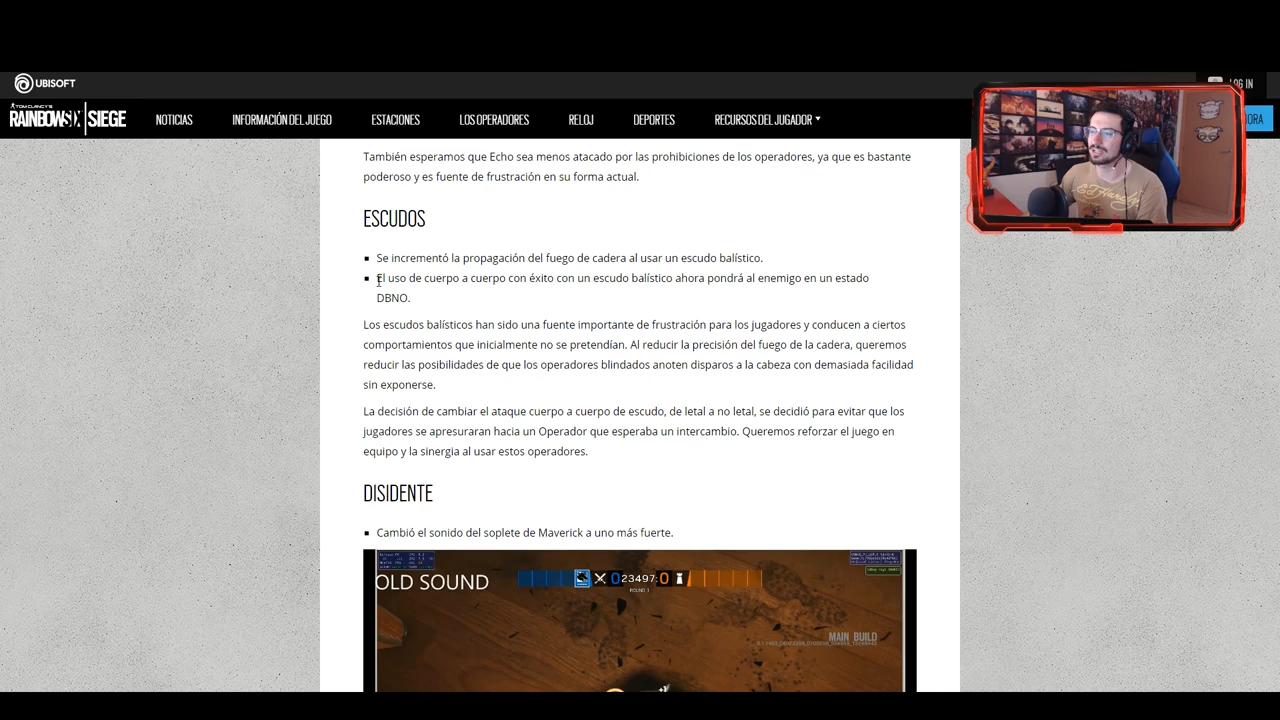 UBISOFT
LOG IN
TOM CLANCY'S
RAINBOWSIX | SIEGE
NOTICIAS
INFORMACIÓN DEL JUEGO
ESTACIONES
LOS OPERADORES
RELOJ
DEPORTES
RECURSOS DEL JUGADOR
También esperamos que Echo sea menos atacado por las prohibiciones de los operadores, ya que es bastante
poderoso y es fuente de frustración en su forma actual.
ESCUDOS
Se incrementó la propagación del fuego de cadera al usar un escudo balístico.
El uso de cuerpo a cuerpo con éxito con un escudo balístico ahora pondrá al enemigo en un estado
DBNO.
Los escudos balísticos han sido una fuente importante de frustración para los jugadores y conducen a ciertos
comportamientos que inicialmente no se pretendían. Al reducir la precisión del fuego de la cadera, queremos
reducir las posibilidades de que los operadores blindados anoten disparos a la cabeza con demasiada facilidad
sin exponerse.
La decisión de cambiar el ataque cuerpo a cuerpo de escudo, de letal a no letal, se decidió para evitar que los
jugadores se apresuraran hacia un Operador que esperaba un intercambio. Queremos reforzar el juego en
equipo y la sinergia al usar estos operadores.
DISIDENTE
Cambió el sonido del soplete de Maverick a uno más fuerte.
OLD SOUND
0 23497: 0
ROUND 1
MAIN BUILD